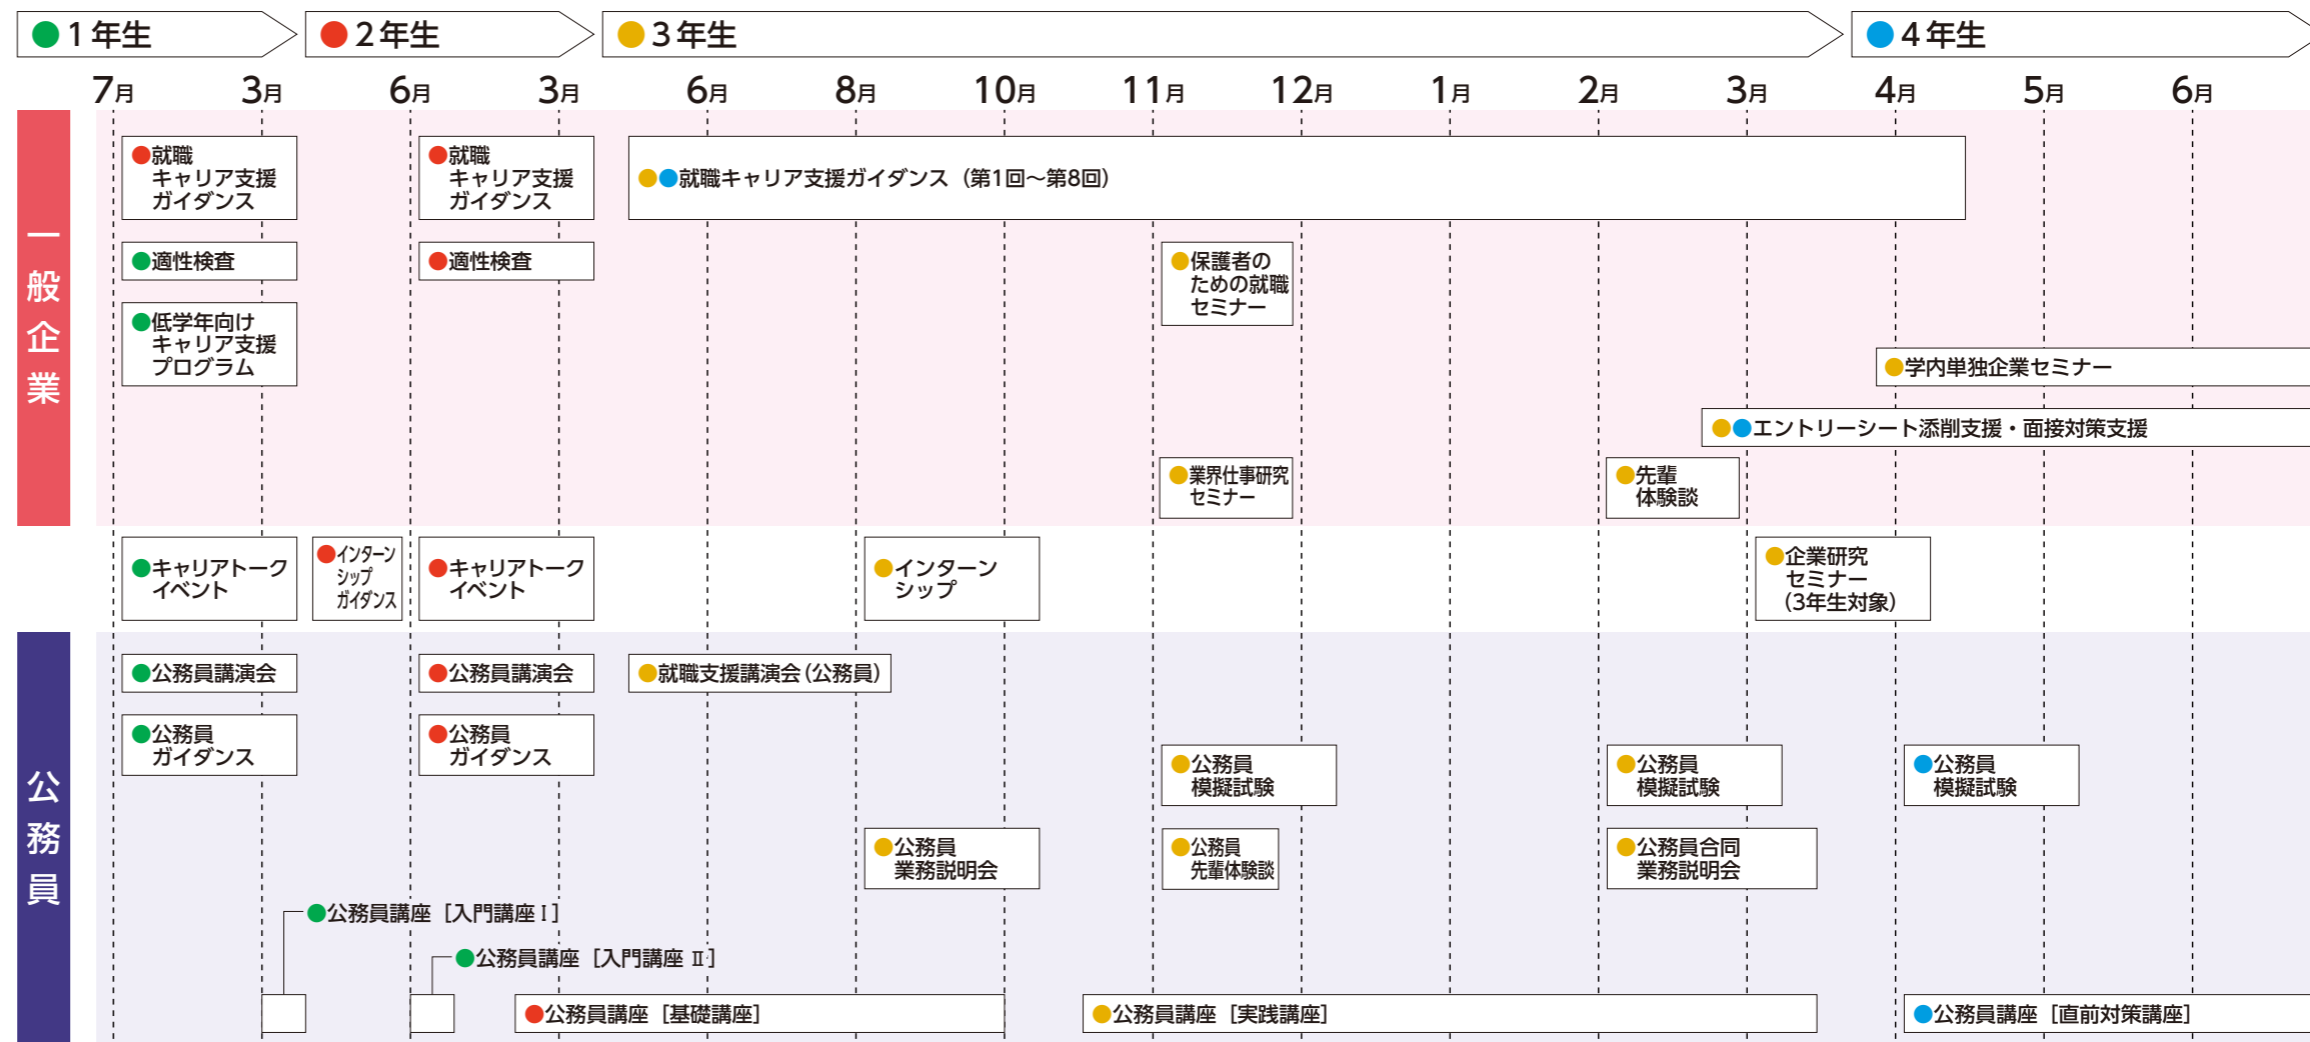 1年生
2年生
3年生
4年生
7月
3月
6月
3月
6月
8月
10月
11月
12月
1月
2月
3月
4月
5月
6月
一般企業
就職
キャリア支援
ガイダンス
就職
キャリア支援
ガイダンス
就職キャリア支援ガイダンス（第1回～第8回）
適性検査
適性検査
保護者の
ための就職
セミナー
低学年向け
キャリア支援
プログラム
学内単独企業セミナー
エントリーシート添削支援・面接対策支援
業界仕事研究
セミナー
先輩
体験談
キャリアトーク
イベント
インターン
シップ
ガイダンス
キャリアトーク
イベント
インターン
シップ
企業研究
セミナー
（3年生対象）
公務員
公務員講演会
公務員講演会
就職支援講演会（公務員）
公務員
ガイダンス
公務員
ガイダンス
公務員
模擬試験
公務員
模擬試験
公務員
模擬試験
公務員
業務説明会
公務員
先輩体験談
公務員合同
業務説明会
公務員講座［入門講座Ⅰ］
公務員講座［入門講座 Ⅱ］
公務員講座［基礎講座］
公務員講座［実践講座］
公務員講座［直前対策講座］